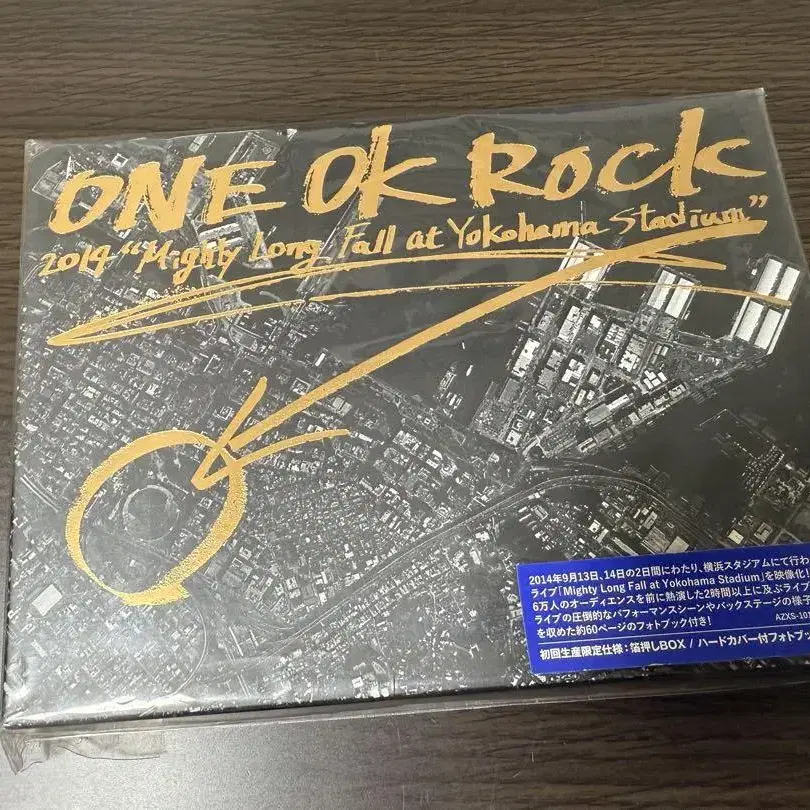 ONE OK ROCK
2014 “Mighty Long Fall at Yokohama Stadium”
2014年9月13日、14日の2日間にわたり、横浜スタジアムにて行わ
ライブ「Mighty Long Fall at Yokohama Stadium」を映像化!
6万人のオーディエンスを前に熱演した2時間以上に及ぶライブ
ライブの圧倒的なパフォーマンスシーンやバックステージの様子
を収めた約60ページのフォトブック付き!
AZXS-10
初回生産限定仕様:箔押しBOX / ハードカバー付フォトブッ